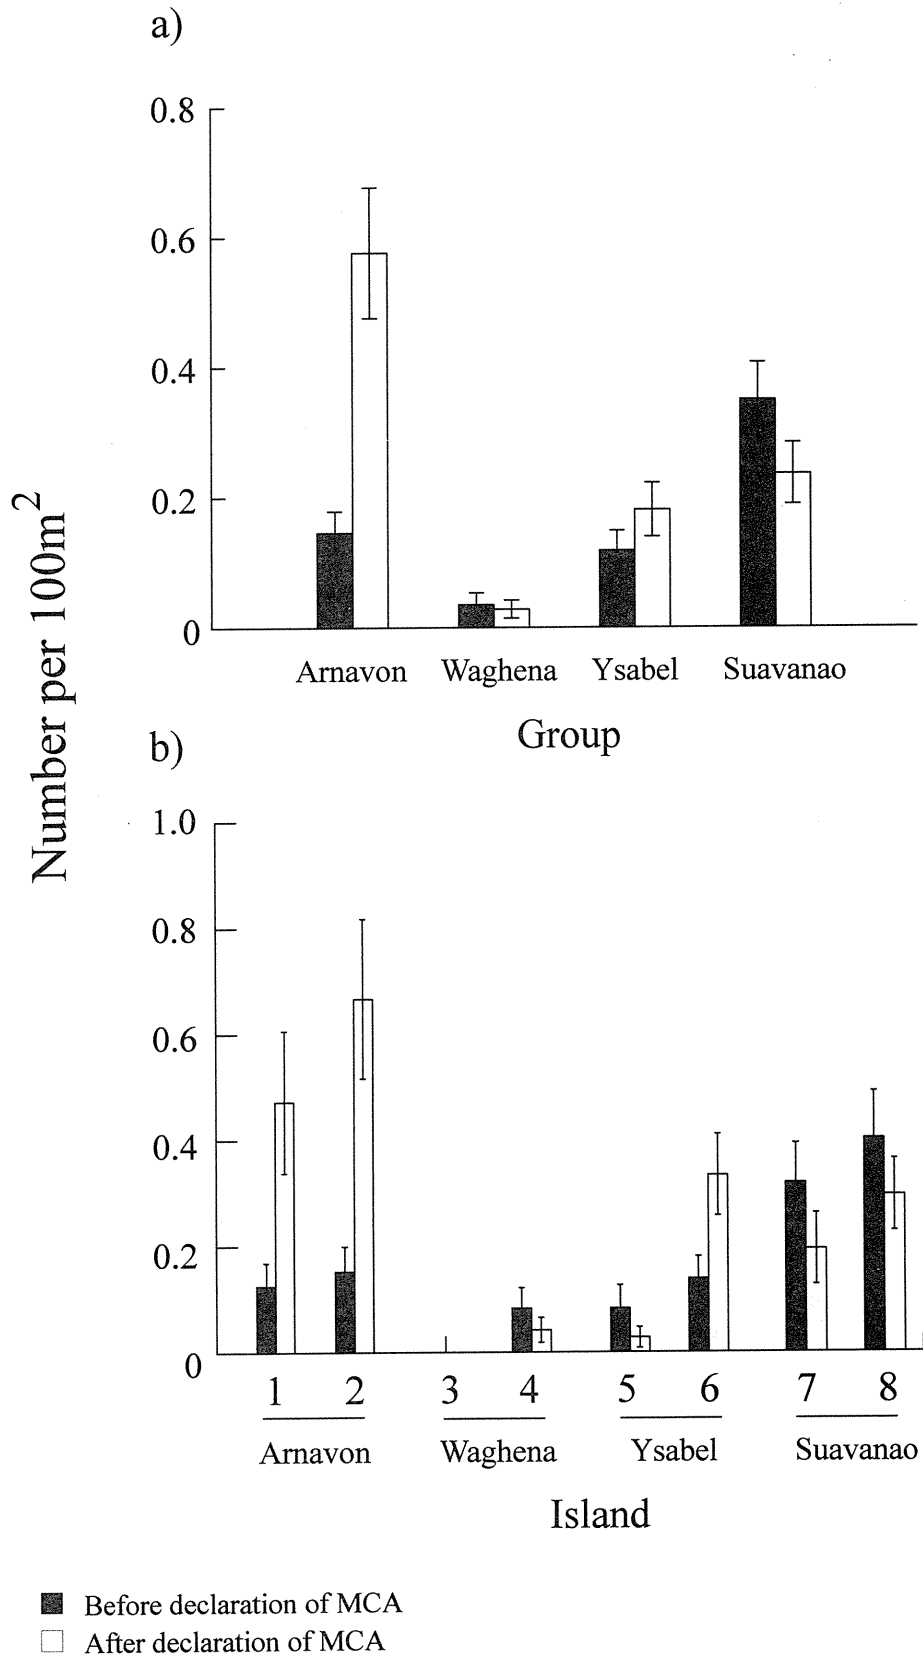 a)
0.8
0.6
0.4
0.2
0
Arnavon Waghena Ysabel Suavanao
Group
Number per 100m²
b)
1.0
0.8
0.6
0.4
0.2
0
1 2 3 4 5 6 7 8
Arnavon Waghena Ysabel Suavanao
Island
Before declaration of MCA
After declaration of MCA